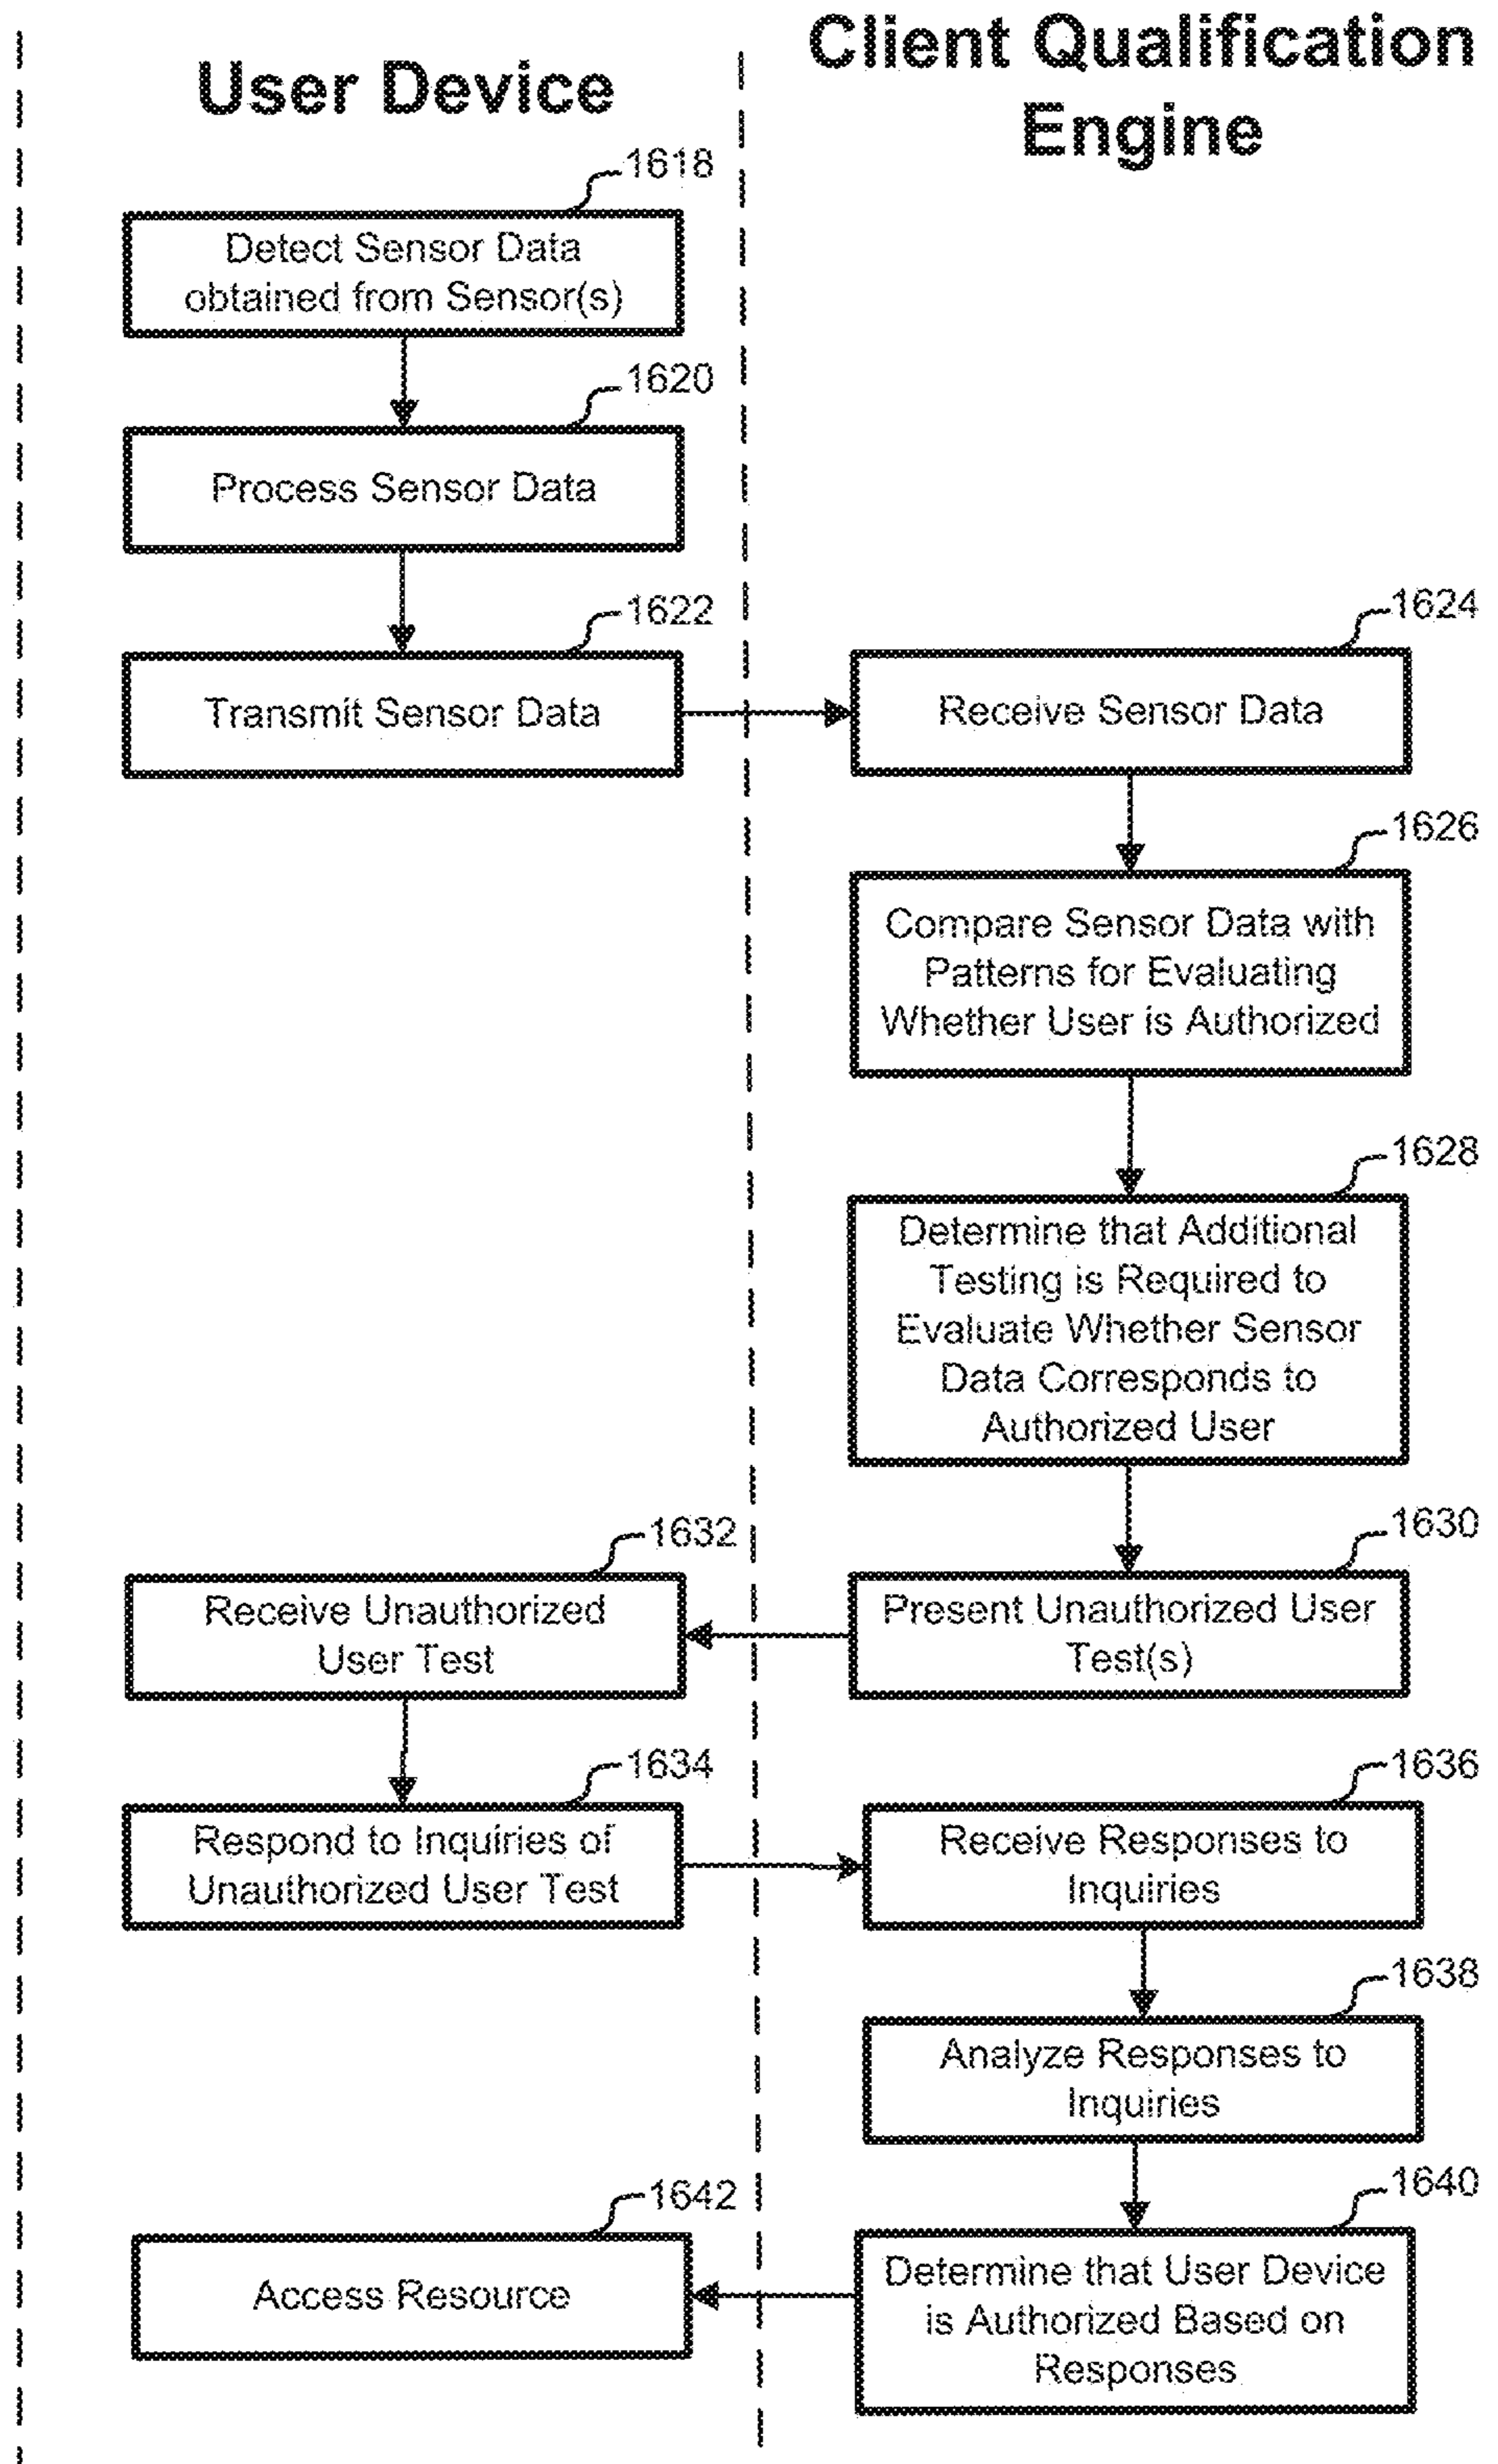 User Device
Client Qualification
Engine
1618
Detect Sensor Data
obtained from Sensor(s)
1620
Process Sensor Data
1622
Transmit Sensor Data
1624
Receive Sensor Data
1626
Compare Sensor Data with
Patterns for Evaluating
Whether User is Authorized
1628
Determine that Additional
Testing is Required to
Evaluate Whether Sensor
Data Corresponds to
Authorized User
1630
Present Unauthorized User
Test(s)
1632
Receive Unauthorized
User Test
1634
Respond to Inquiries of
Unauthorized User Test
1636
Receive Responses to
Inquiries
1638
Analyze Responses to
Inquiries
1640
Determine that User Device
is Authorized Based on
Responses
1642
Access Resource